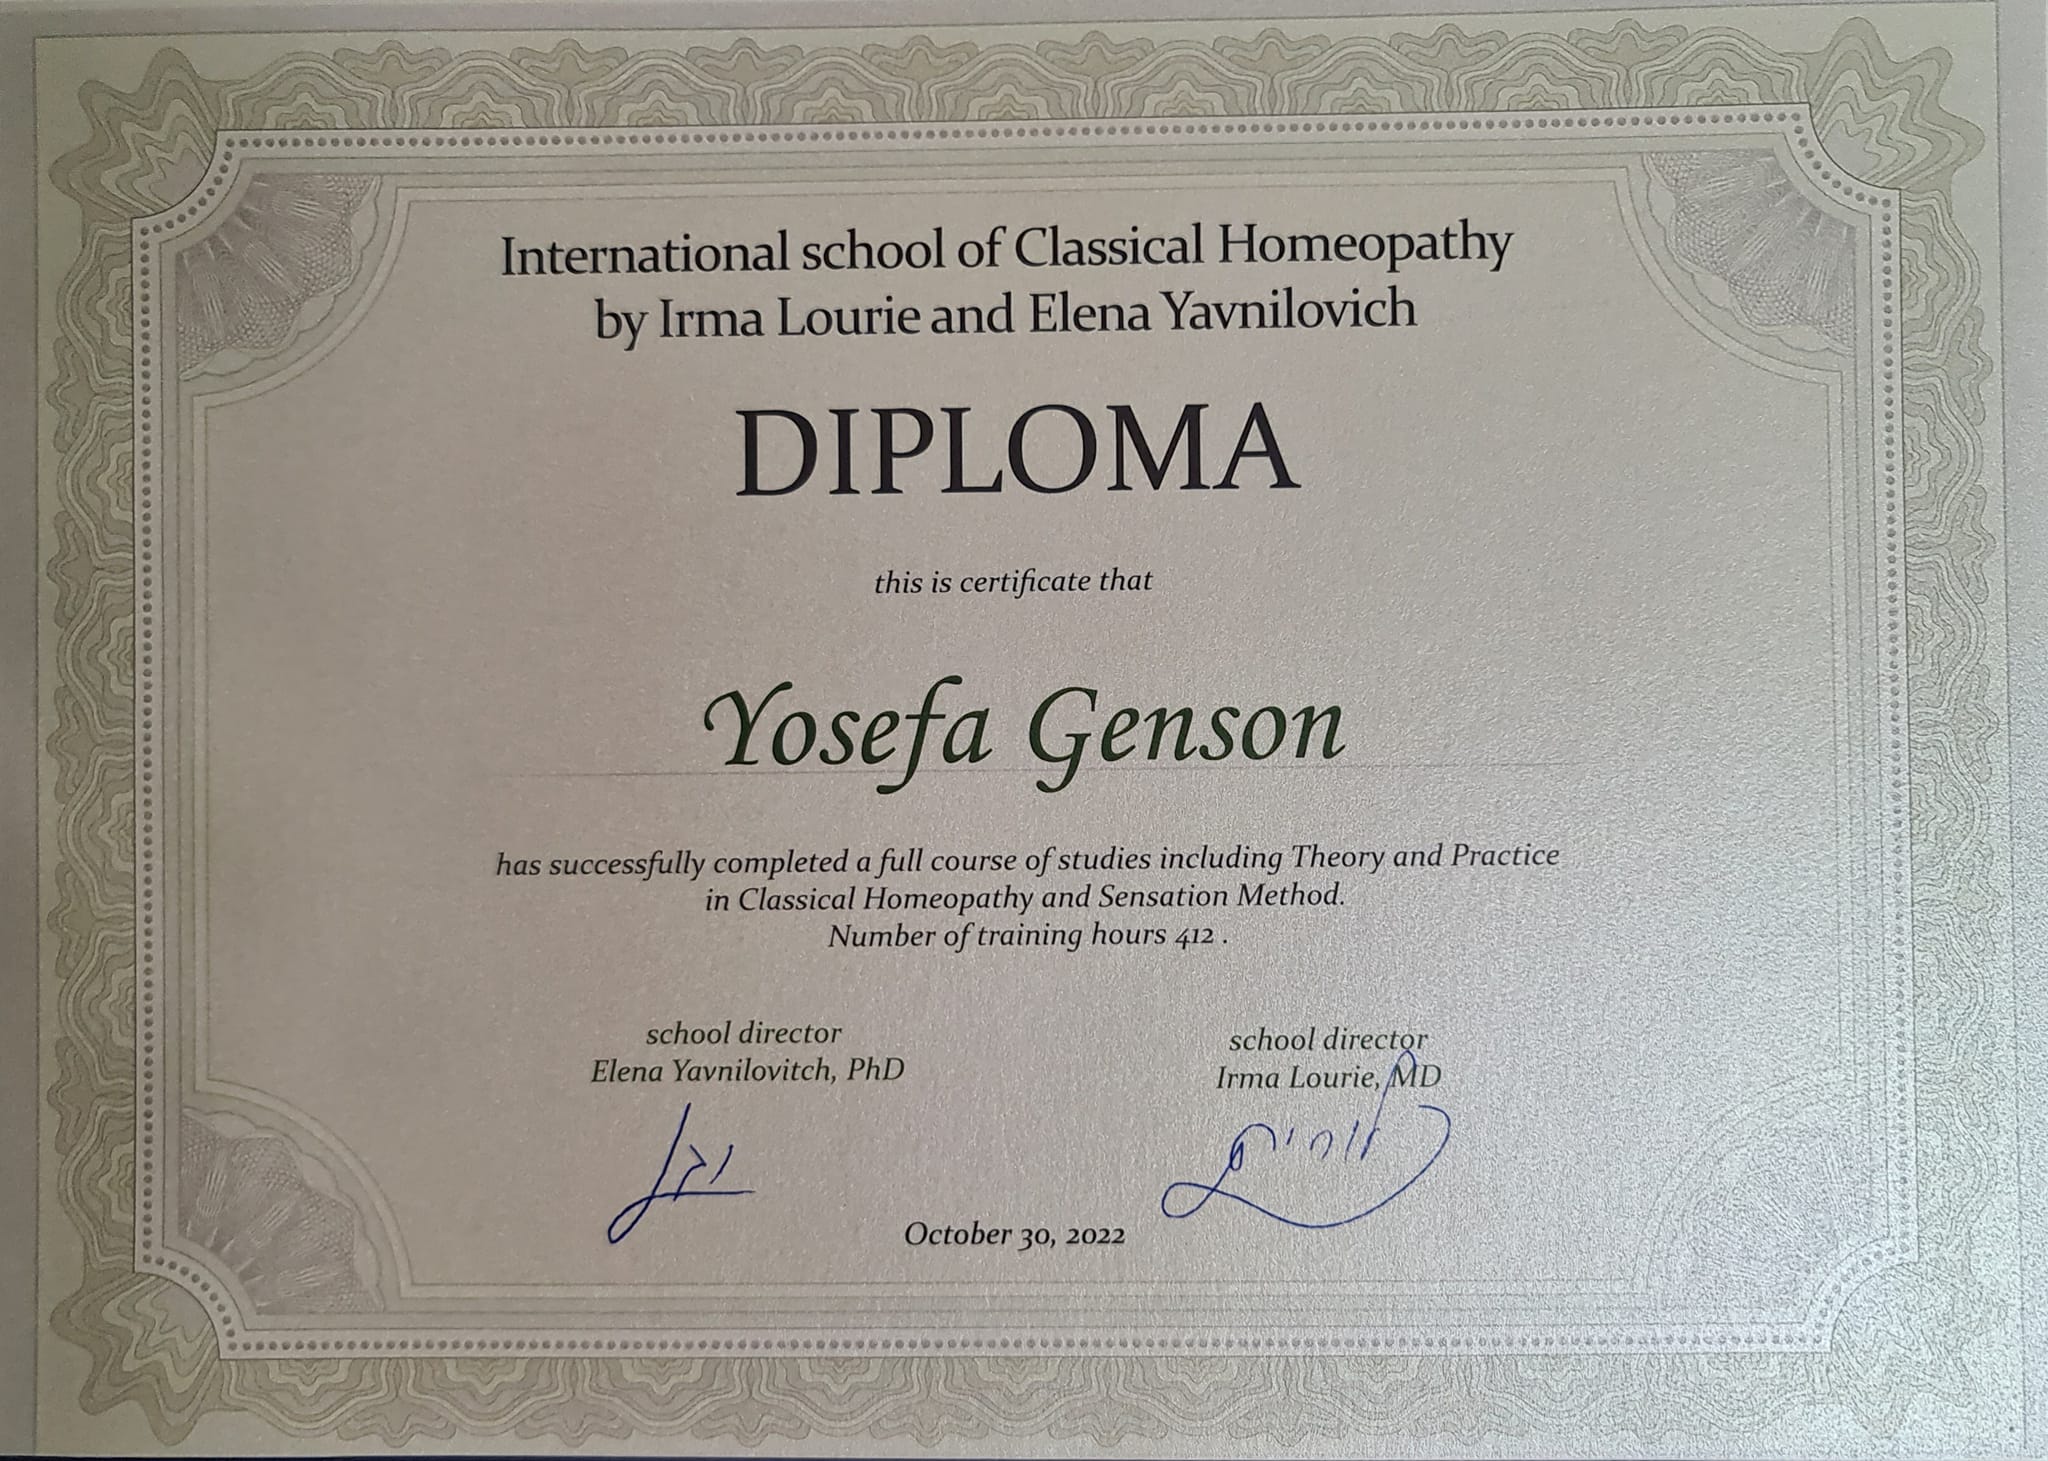 International school of Classical Homeopathy
by Irma Lourie and Elena Yavnilovich
DIPLOMA
this is certificate that
Yosefa Genson
has successfully completed a full course of studies including Theory and Practice
in Classical Homeopathy and Sensation Method.
Number of training hours 412 .
school director
Elena Yavnilovitch, PhD
school director
Irma Lourie, MD
October 30, 2022